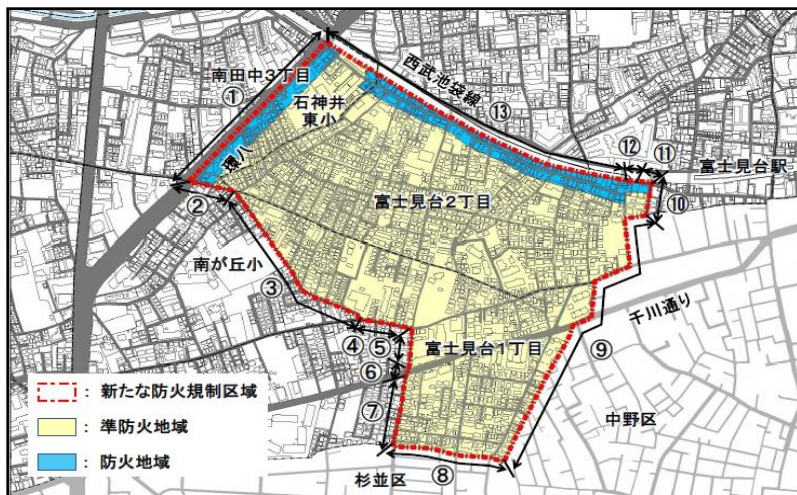 南田中3丁目
①
石神井
東小
西武池袋線
⑬
環八
⑫
⑪
富士見台駅
②
富士見台2丁目
⑩
南が丘小
③
千川通り
④
⑤
富士見台1丁目
⑥
⑨
⑦
中野区
⑧
杉並区
：新たな防火規制区域
：準防火地域
：防火地域